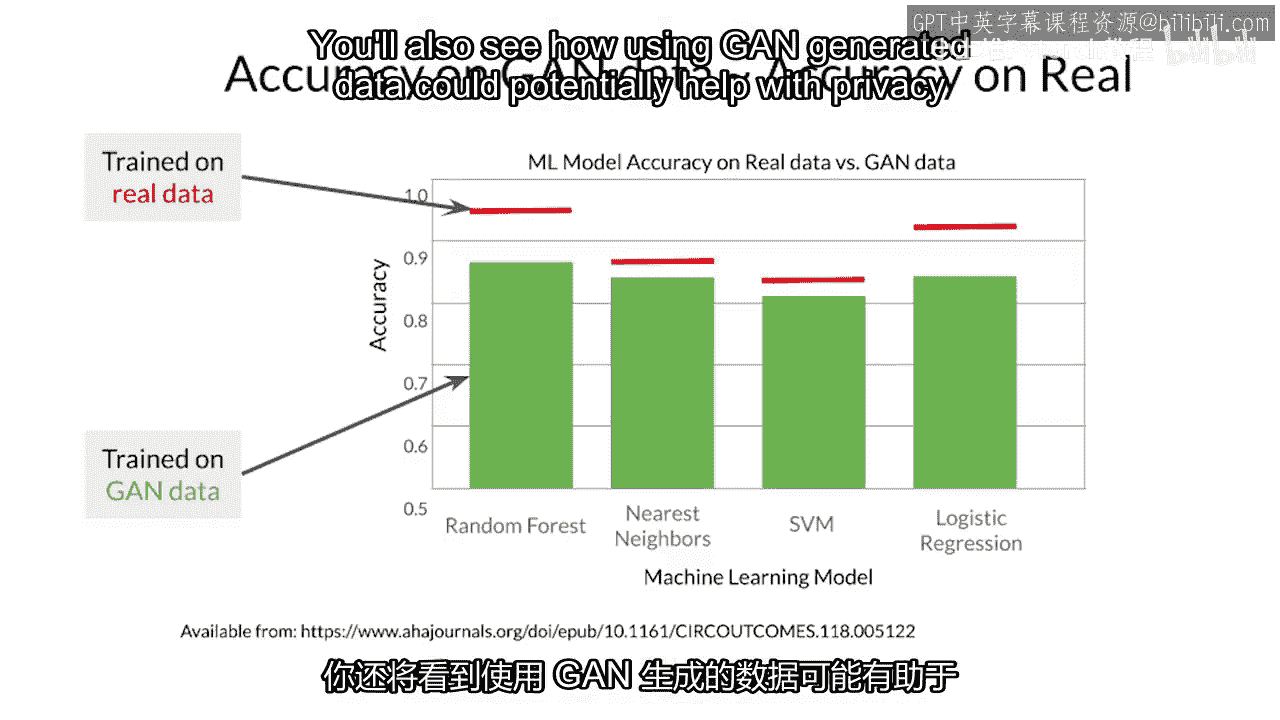 GPT中英字幕课程资源@bilibili.com
You'll also see how using GAN generated
data could potentially help with privacy
Accuracy on GAN data ~ Accuracy on Real
Trained on
real data
ML Model Accuracy on Real data vs. GAN data
1.0
0.9
0.8
0.7
0.6
0.5
Accuracy
Trained on
GAN data
Random Forest
Nearest
Neighbors
SVM
Logistic
Regression
Machine Learning Model
Available from: https://www.ahajournals.org/doi/epub/10.1161/CIRCOUTCOMES.118.005122
你还将看到使用 GAN 生成的数据可能有助于